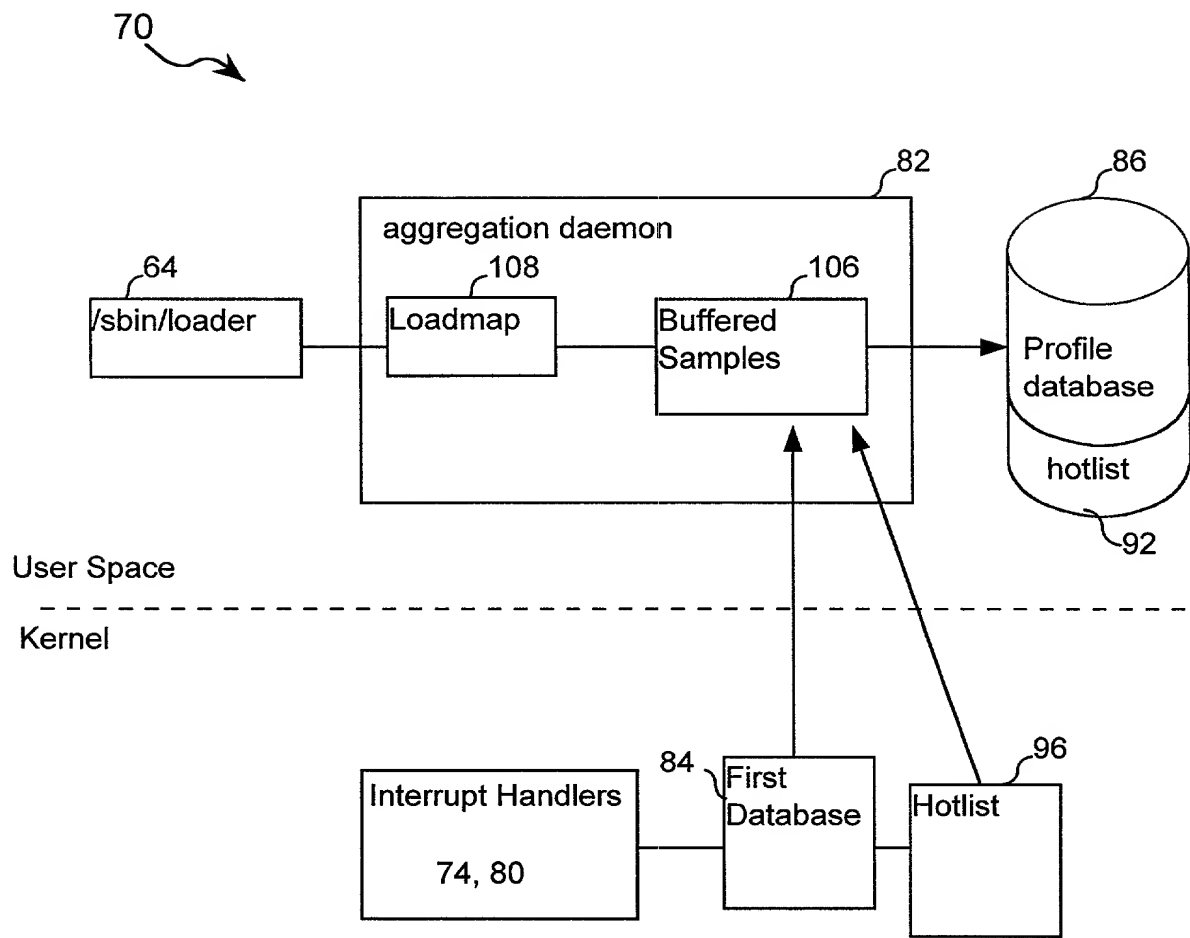 70
82
86
aggregation daemon
64
108
106
/sbin/loader
Loadmap
Buffered
Samples
Profile
database
hotlist
92
User Space
Kernel
84
96
First
Database
Hotlist
Interrupt Handlers
74, 80